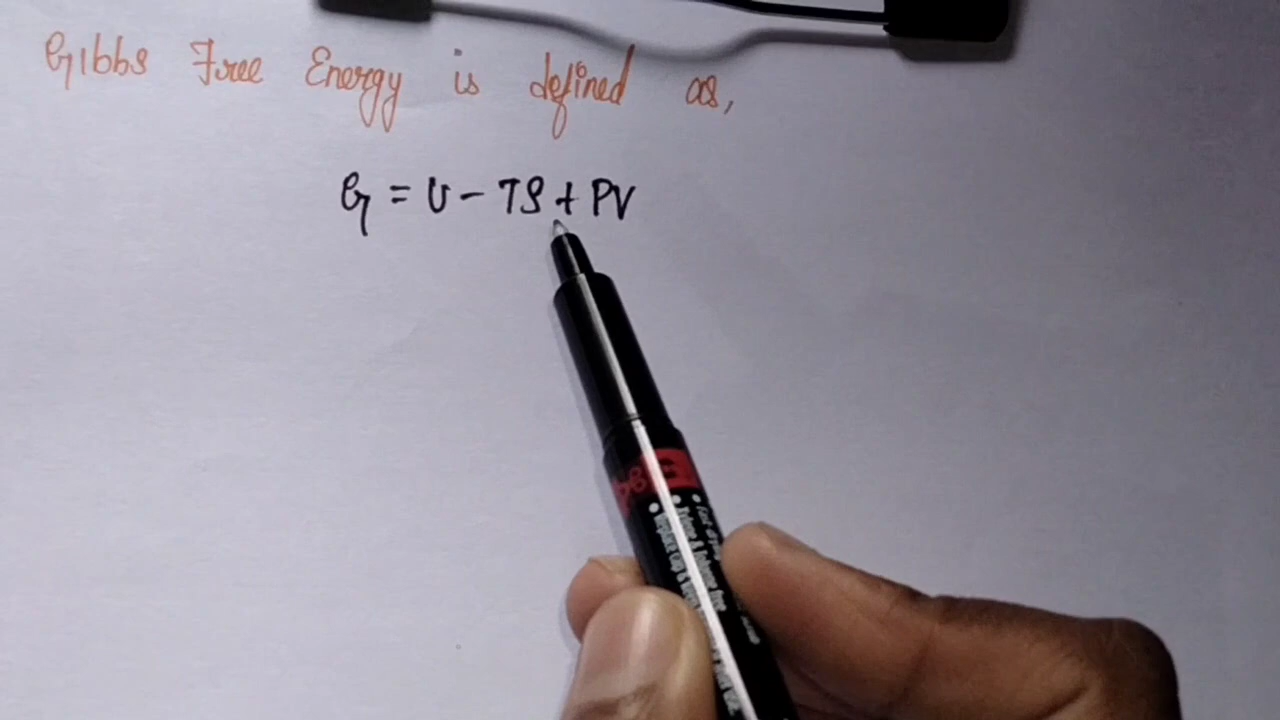 Gibbs Free Energy is defined as,
G = U - TS + PV